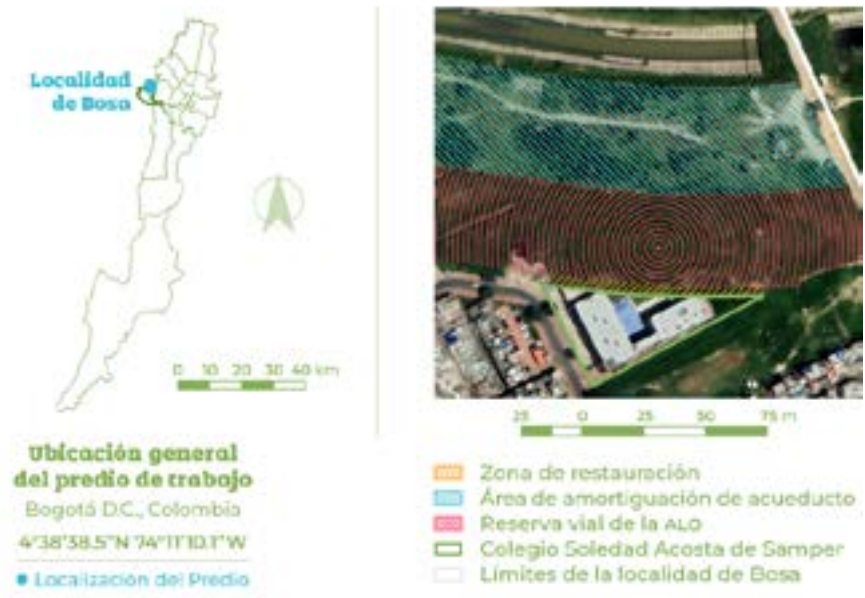 Localidad
de Bosa
0 10 20 30 40 km
Ubicación general
del predio de trabajo
Bogotá D.C., Colombia
4°38'38.5"N 74°11'10.1"W
Localización del Predio
25 0 25 50 75 m
Zona de restauración
Área de amortiguación de acueducto
Reserva vial de la ALO
Colegio Soledad Acosta de Samper
Límites de la localidad de Bosa